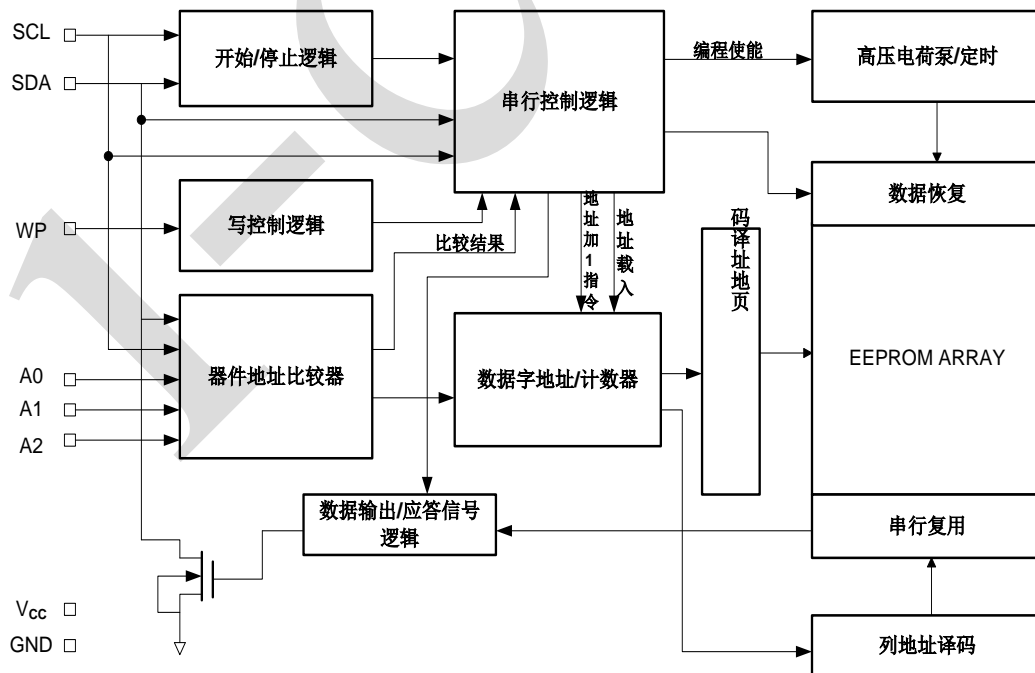 SCL
SDA
开始/停止逻辑
串行控制逻辑
编程使能
高压电荷泵/定时
WP
写控制逻辑
比较结果
地址加1指令
地址载入
码译址地页
数据恢复
A0
A1
A2
器件地址比较器
数据字地址/计数器
EEPROM ARRAY
数据输出/应答信号
逻辑
串行复用
VCC
GND
列地址译码